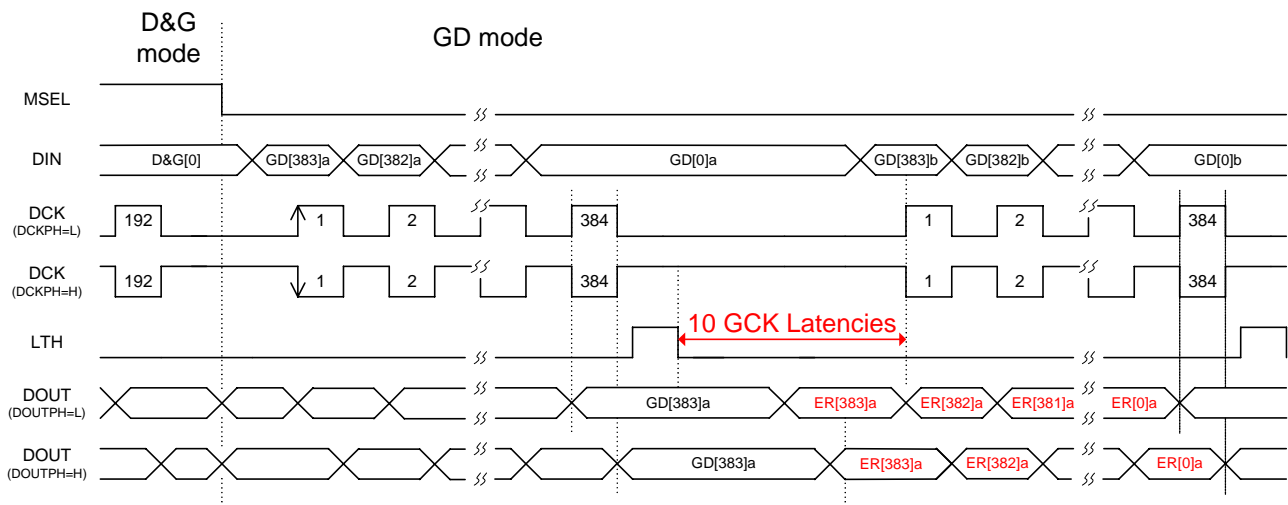 D&G
mode
GD mode
MSEL
DIN D&G[0] GD[383]a GD[382]a GD[0]a GD[383]b GD[382]b GD[0]b
DCK 192 1 2 384 1 2 384
(DCKPH=L)
DCK 192 1 2 384 1 2 384
(DCKPH=H)
10 GCK Latencies
LTH
DOUT GD[383]a ER[383]a ER[382]a ER[381]a ER[0]a
(DOUTPH=L)
DOUT GD[383]a ER[383]a ER[382]a ER[0]a
(DOUTPH=H)